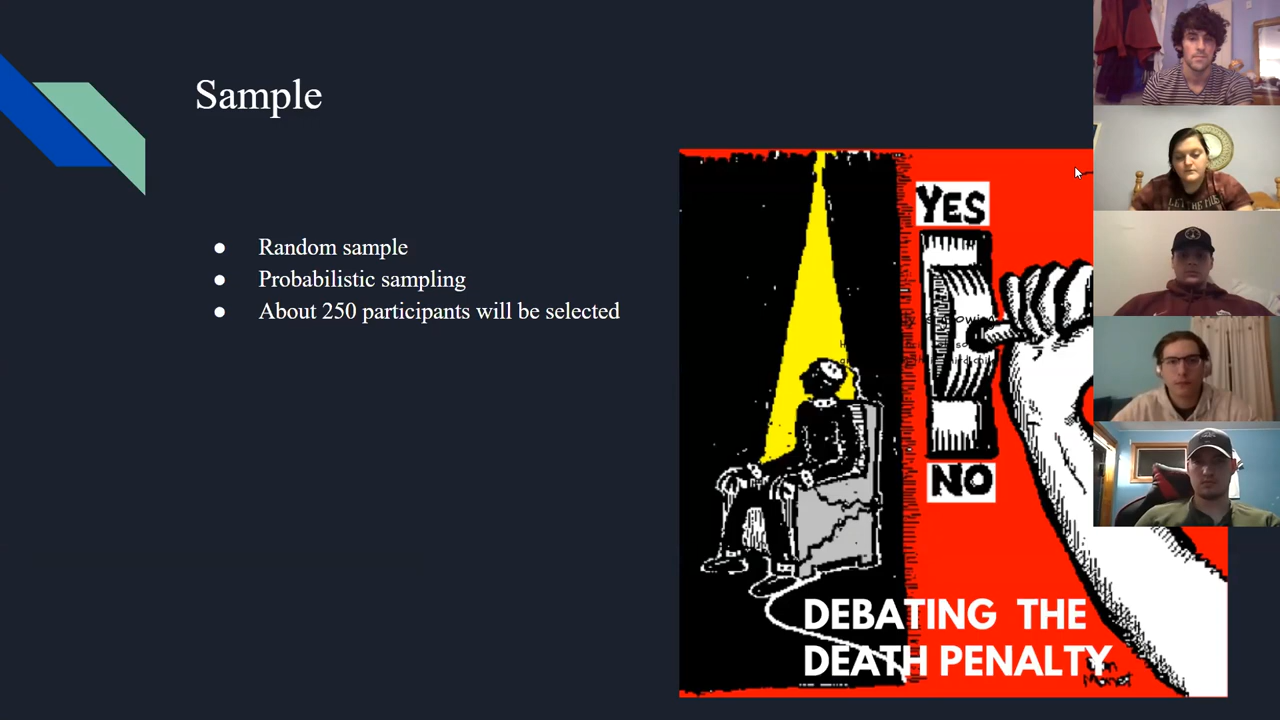 Sample
● Random sample
● Probabilistic sampling
● About 250 participants will be selected
YES
NO
DEBATING THE
DEATH PENALTY